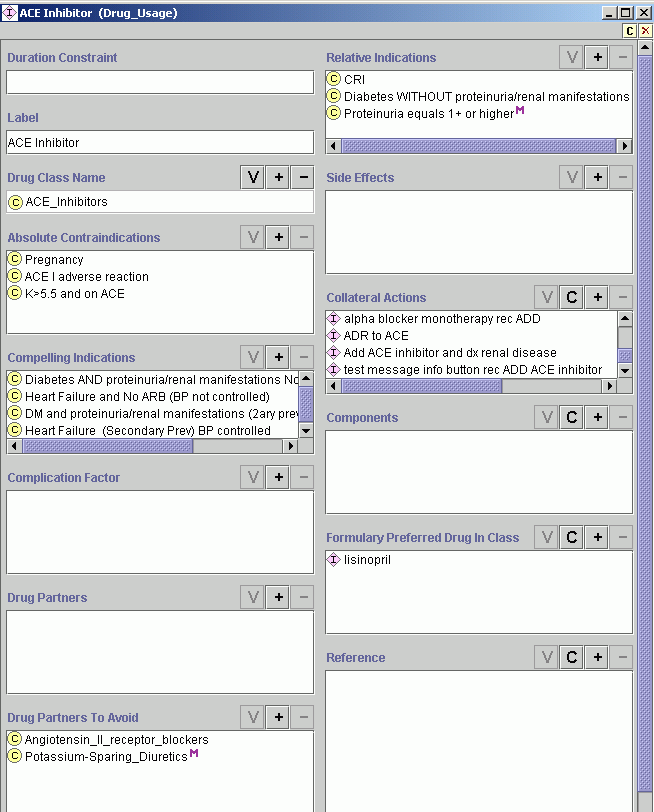 ACE Inhibitor (Drug_Usage)
C
Duration Constraint
Label
ACE Inhibitor
Drug Class Name
V + −
C ACE_Inhibitors
Absolute Contraindications
V + −
C Pregnancy
C ACE I adverse reaction
C K>5.5 and on ACE
Compelling Indications
V + −
C Diabetes AND proteinuria/renal manifestations No
C Heart Failure and No ARB (BP not controlled)
C DM and proteinuria/renal manifestations (2ary prev
C Heart Failure (Secondary Prev) BP controlled
Complication Factor
V + −
Drug Partners
V + −
Drug Partners To Avoid
V + −
C Angiotensin_II_receptor_blockers
C Potassium-Sparing_Diuretics M
Relative Indications
V + −
C CRI
C Diabetes WITHOUT proteinuria/renal manifestations
C Proteinuria equals 1+ or higher M
Side Effects
V + −
Collateral Actions
V C + −
I alpha blocker monotherapy rec ADD
I ADR to ACE
I Add ACE inhibitor and dx renal disease
I test message info button rec ADD ACE inhibitor
Components
V C + −
Formulary Preferred Drug In Class
V C + −
I lisinopril
Reference
V C + −